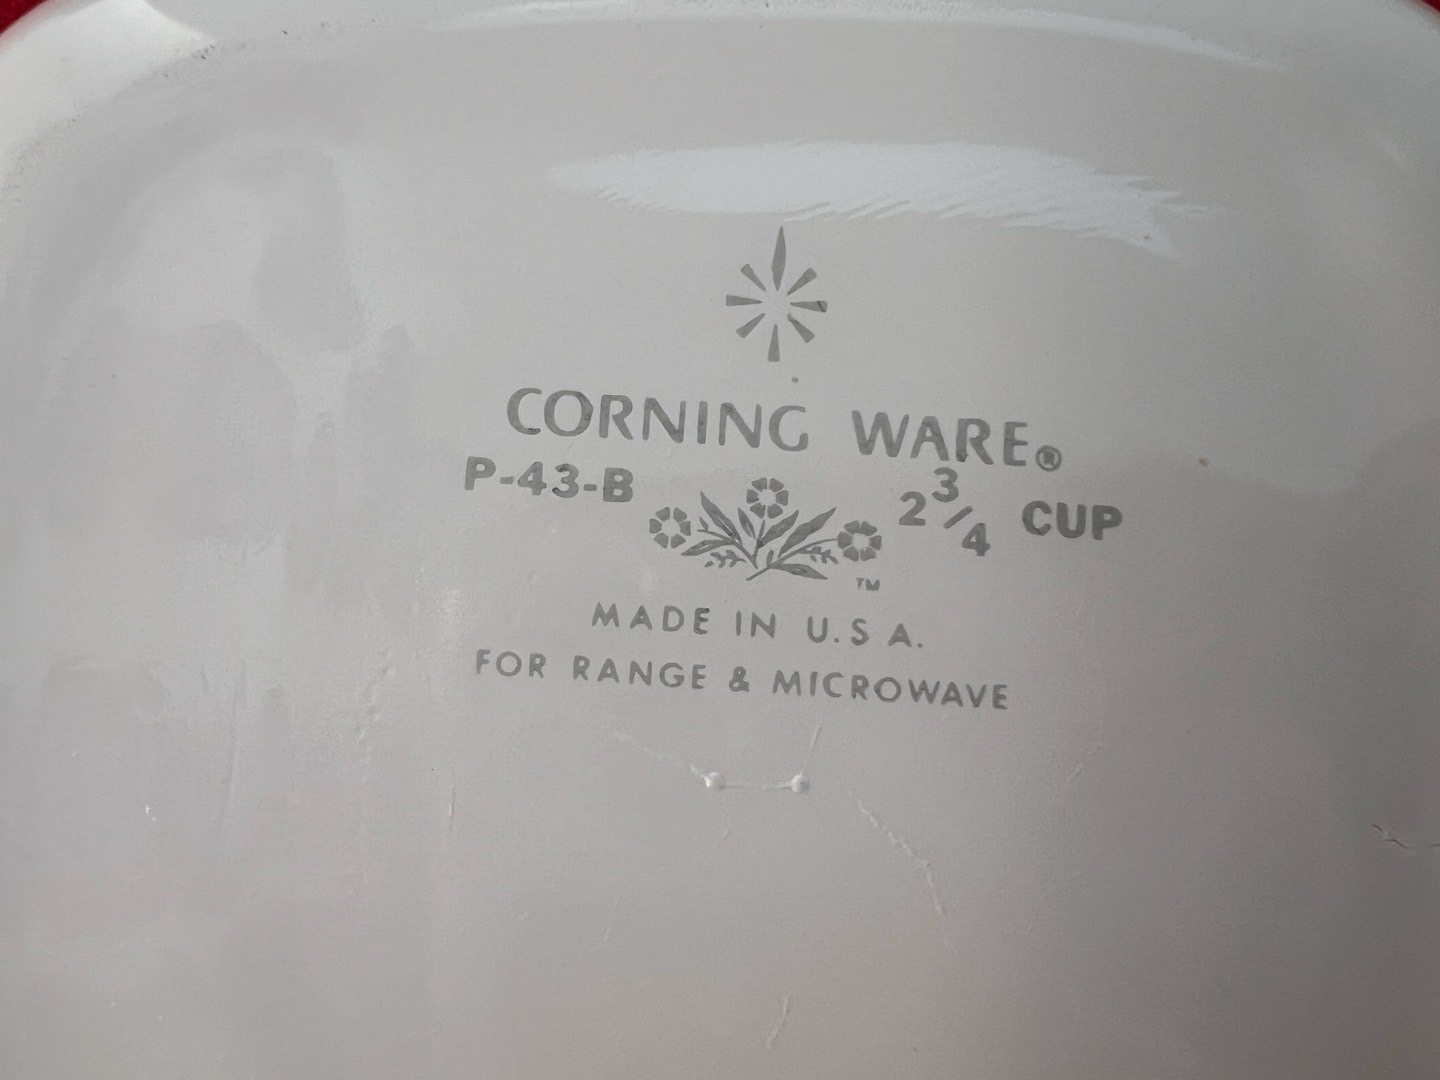 CORNING WARE®
P-43-B 2 3/4 CUP
TM
MADE IN U.S A.
FOR RANGE & MICROWAVE